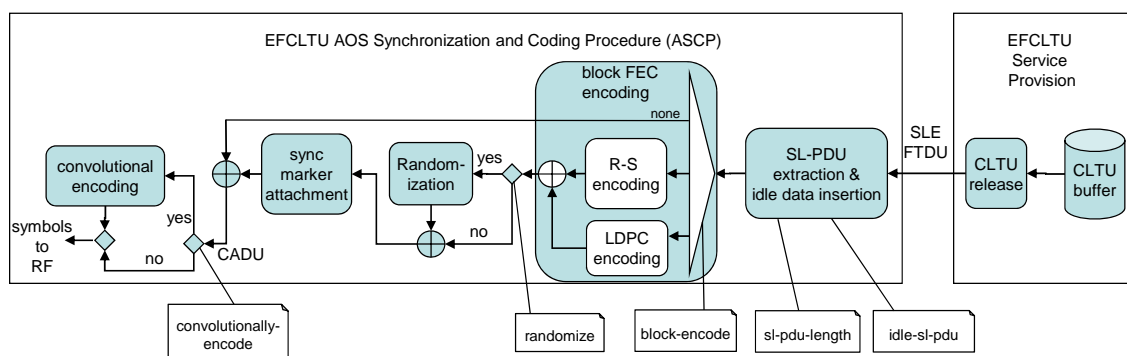 EFCLTU AOS Synchronization and Coding Procedure (ASCP)
EFCLTU
Service
Provision
block FEC
encoding
none
SLE
FTDU
convolutional
encoding
sync
marker
attachment
Random-
ization
yes
R-S
encoding
SL-PDU
extraction &
idle data insertion
CLTU
release
CLTU
buffer
yes
symbols
to
RF
no
CADU
no
LDPC
encoding
convolutionally-
encode
randomize
block-encode
sl-pdu-length
idle-sl-pdu